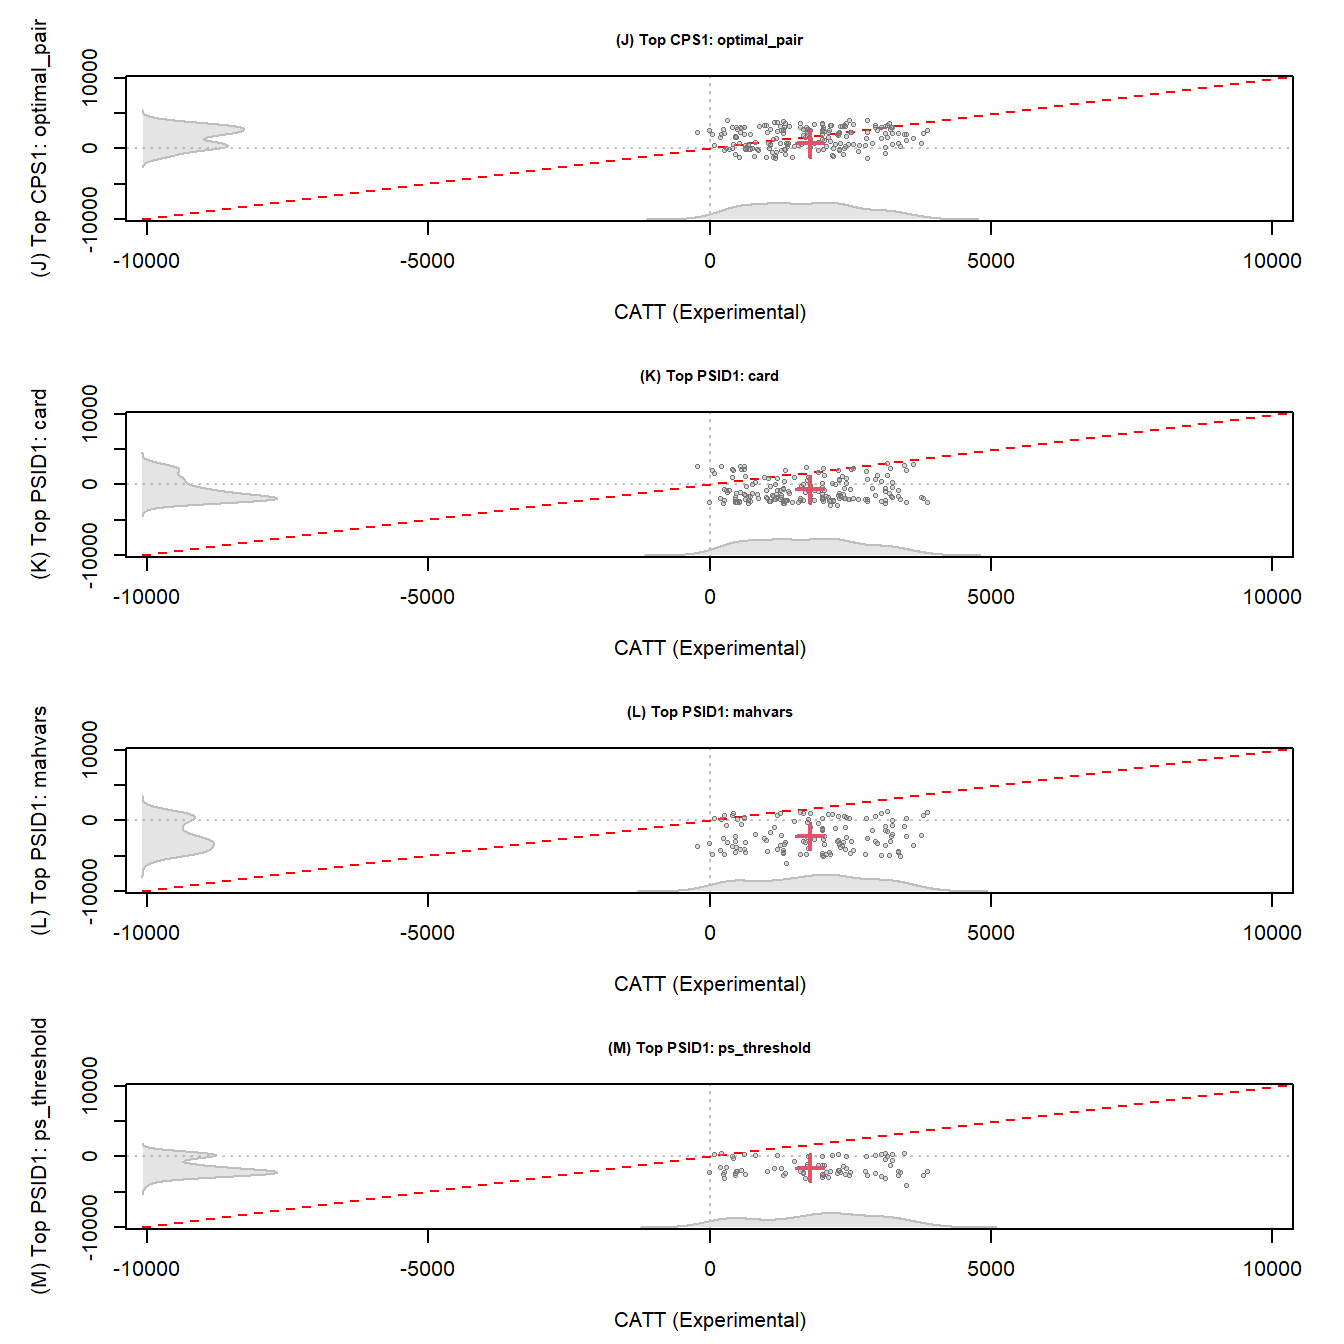 (J) Top CPS1: optimal_pair
(J) Top CPS1: optimal_pair
10000
0
-10000
-10000
-5000
0
5000
10000
CATT (Experimental)
(K) Top PSID1: card
(K) Top PSID1: card
10000
0
-10000
-10000
-5000
0
5000
10000
CATT (Experimental)
(L) Top PSID1: mahvars
(L) Top PSID1: mahvars
10000
0
-10000
-10000
-5000
0
5000
10000
CATT (Experimental)
(M) Top PSID1: ps_threshold
(M) Top PSID1: ps_threshold
10000
0
-10000
-10000
-5000
0
5000
10000
CATT (Experimental)